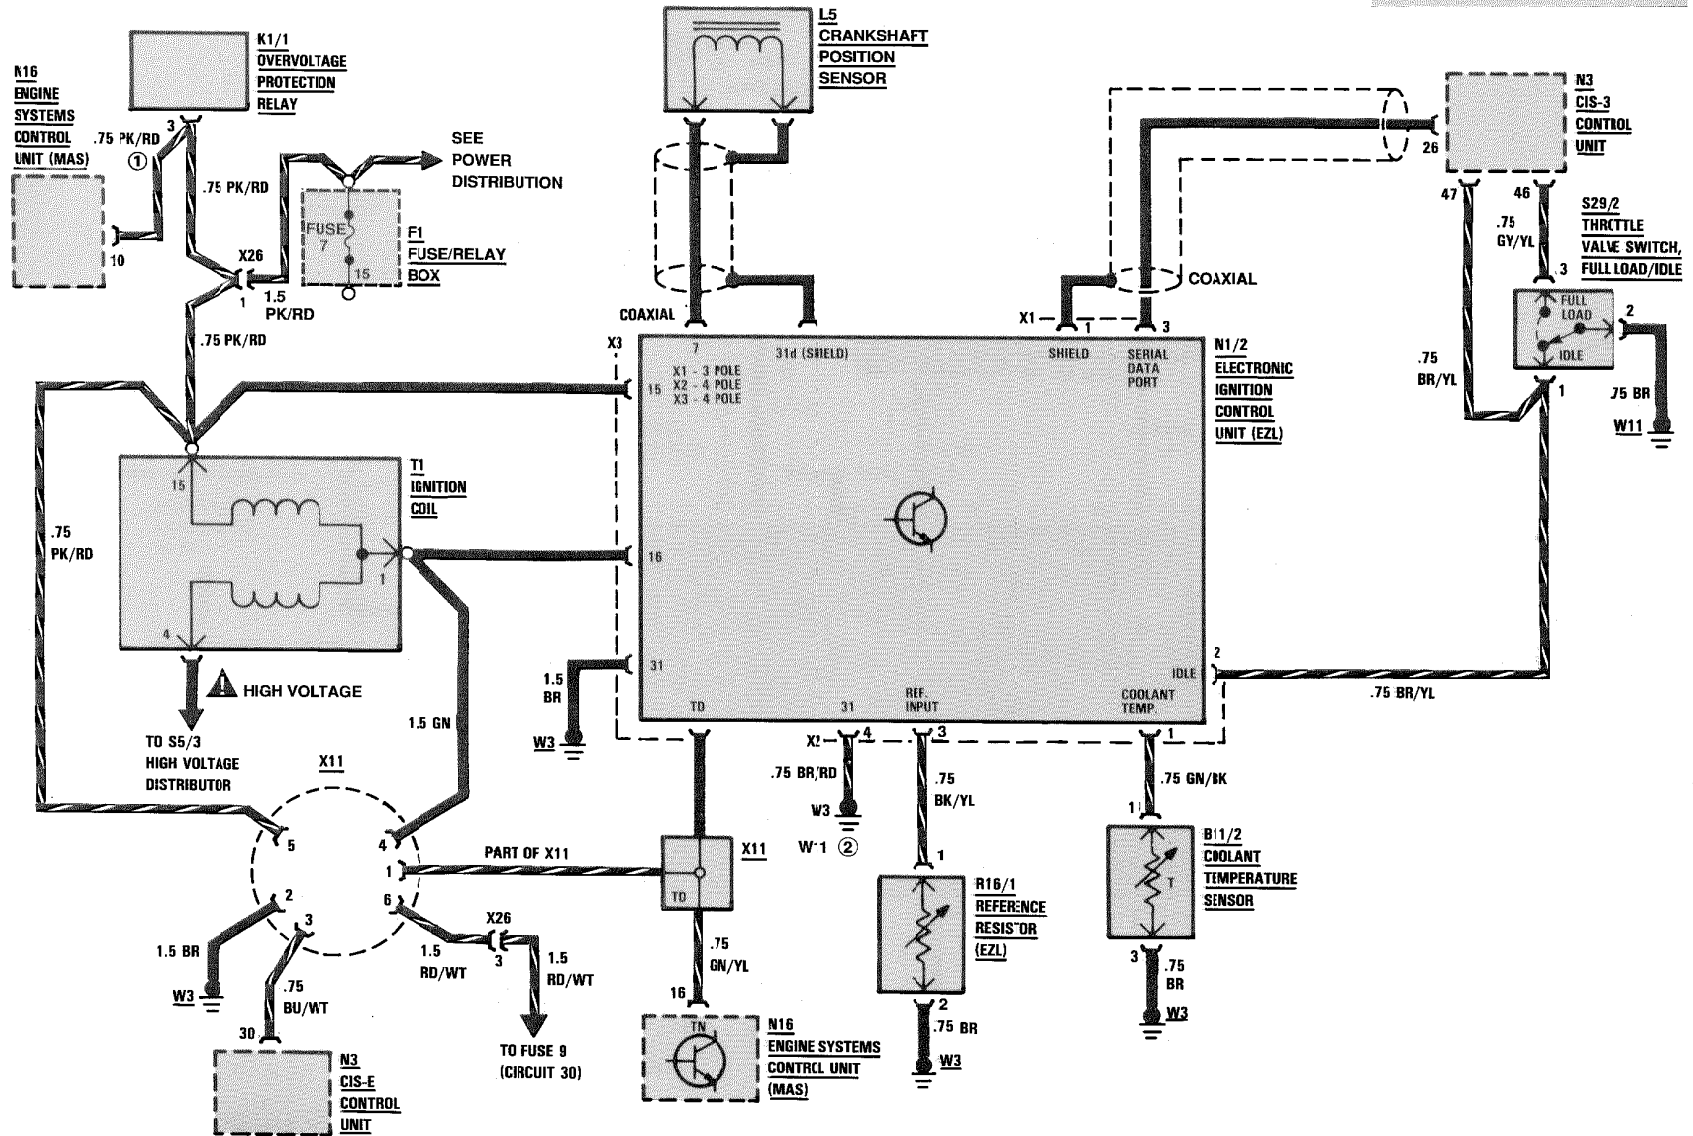 K1/1
OVERVOLTAGE
PROTECTION
RELAY
N16
ENGINE
SYSTEMS
CONTROL
UNIT (MAS)
.75 PK/RD
1
3
.75 PK/RD
10
X26
1
1.5
PK/RD
SEE
POWER
DISTRIBUTION
FUSE
7
15
F1
FUSE/RELAY
BOX
.75 PK/RD
L5
CRANKSHAFT
POSITION
SENSOR
COAXIAL
COAXIAL
N3
CIS-3
CONTROL
UNIT
26
47
46
.75
GY/YL
3
S29/2
THROTTLE
VALVE SWITCH,
FULL LOAD/IDLE
FULL
LOAD
IDLE
2
1
.75 BR
W11
.75
BR/YL
X1
1
3
X3
7
31d (SHIELD)
SHIELD
SERIAL
DATA
PORT
X1 - 3 POLE
X2 - 4 POLE
X3 - 4 POLE
15
N1/2
ELECTRONIC
IGNITION
CONTROL
UNIT (EZL)
T1
IGNITION
COIL
15
1
4
.75
PK/RD
16
31
1.5
BR
W3
HIGH VOLTAGE
TO S5/3
HIGH VOLTAGE
DISTRIBUTOR
1.5 GN
TD
31
REF.
INPUT
COOLANT
TEMP.
IDLE
2
.75 BR/YL
X2
4
3
1
.75 BR/RD
W3
2
.75
BK/YL
.75 GN/BK
1
1
X11
5
4
1
6
2
3
PART OF X11
X11
TD
1.5 BR
W3
.75
BU/WT
30
N3
CIS-E
CONTROL
UNIT
1.5
RD/WT
X26
3
1.5
RD/WT
TO FUSE 9
(CIRCUIT 30)
.75
GN/YL
16
TN
N16
ENGINE SYSTEMS
CONTROL UNIT
(MAS)
R16/1
REFERENCE
RESISTOR
(EZL)
2
.75 BR
W3
B11/2
COOLANT
TEMPERATURE
SENSOR
T
3
.75
BR
W3